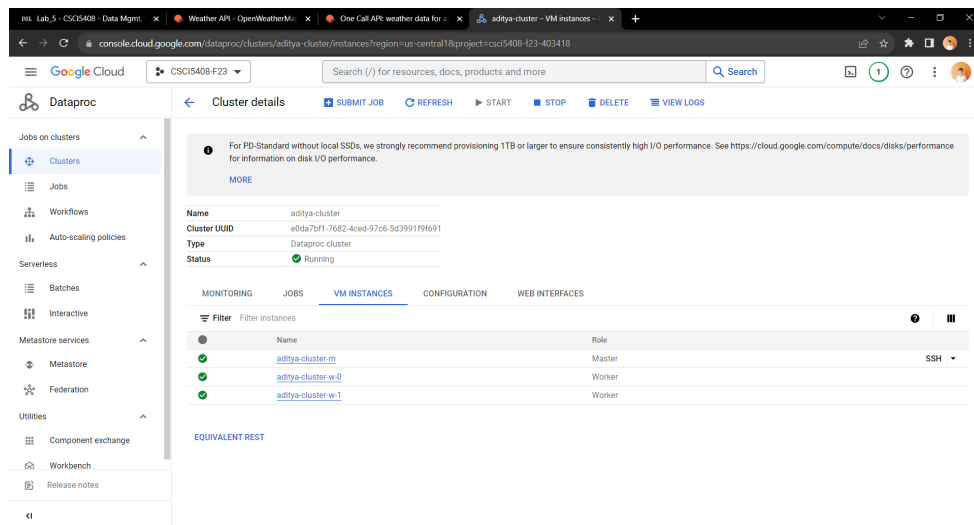 Lab_5 - CSCI5408 - Data Mgmt,
Weather API - OpenWeatherMa
One Call API: weather data for a
aditya-cluster – VM instances –
console.cloud.google.com/dataproc/clusters/aditya-cluster/instances?region=us-central1&project=csci5408-f23-403418
Google Cloud
CSCI5408-F23
Search (/) for resources, docs, products and more
Search
1
Dataproc
Cluster details
SUBMIT JOB
REFRESH
START
STOP
DELETE
VIEW LOGS
Jobs on clusters
Clusters
Jobs
Workflows
Auto-scaling policies
Serverless
Batches
Interactive
Metastore services
Metastore
Federation
Utilities
Component exchange
Workbench
Release notes
For PD-Standard without local SSDs, we strongly recommend provisioning 1TB or larger to ensure consistently high I/O performance. See https://cloud.google.com/compute/docs/disks/performance
for information on disk I/O performance.
MORE
Name aditya-cluster
Cluster UUID e0da7bf1-7682-4ced-97c6-5d3991f9f691
Type Dataproc cluster
Status Running
MONITORING JOBS VM INSTANCES CONFIGURATION WEB INTERFACES
Filter Filter instances
Name Role
aditya-cluster-m Master SSH
aditya-cluster-w-0 Worker
aditya-cluster-w-1 Worker
EQUIVALENT REST